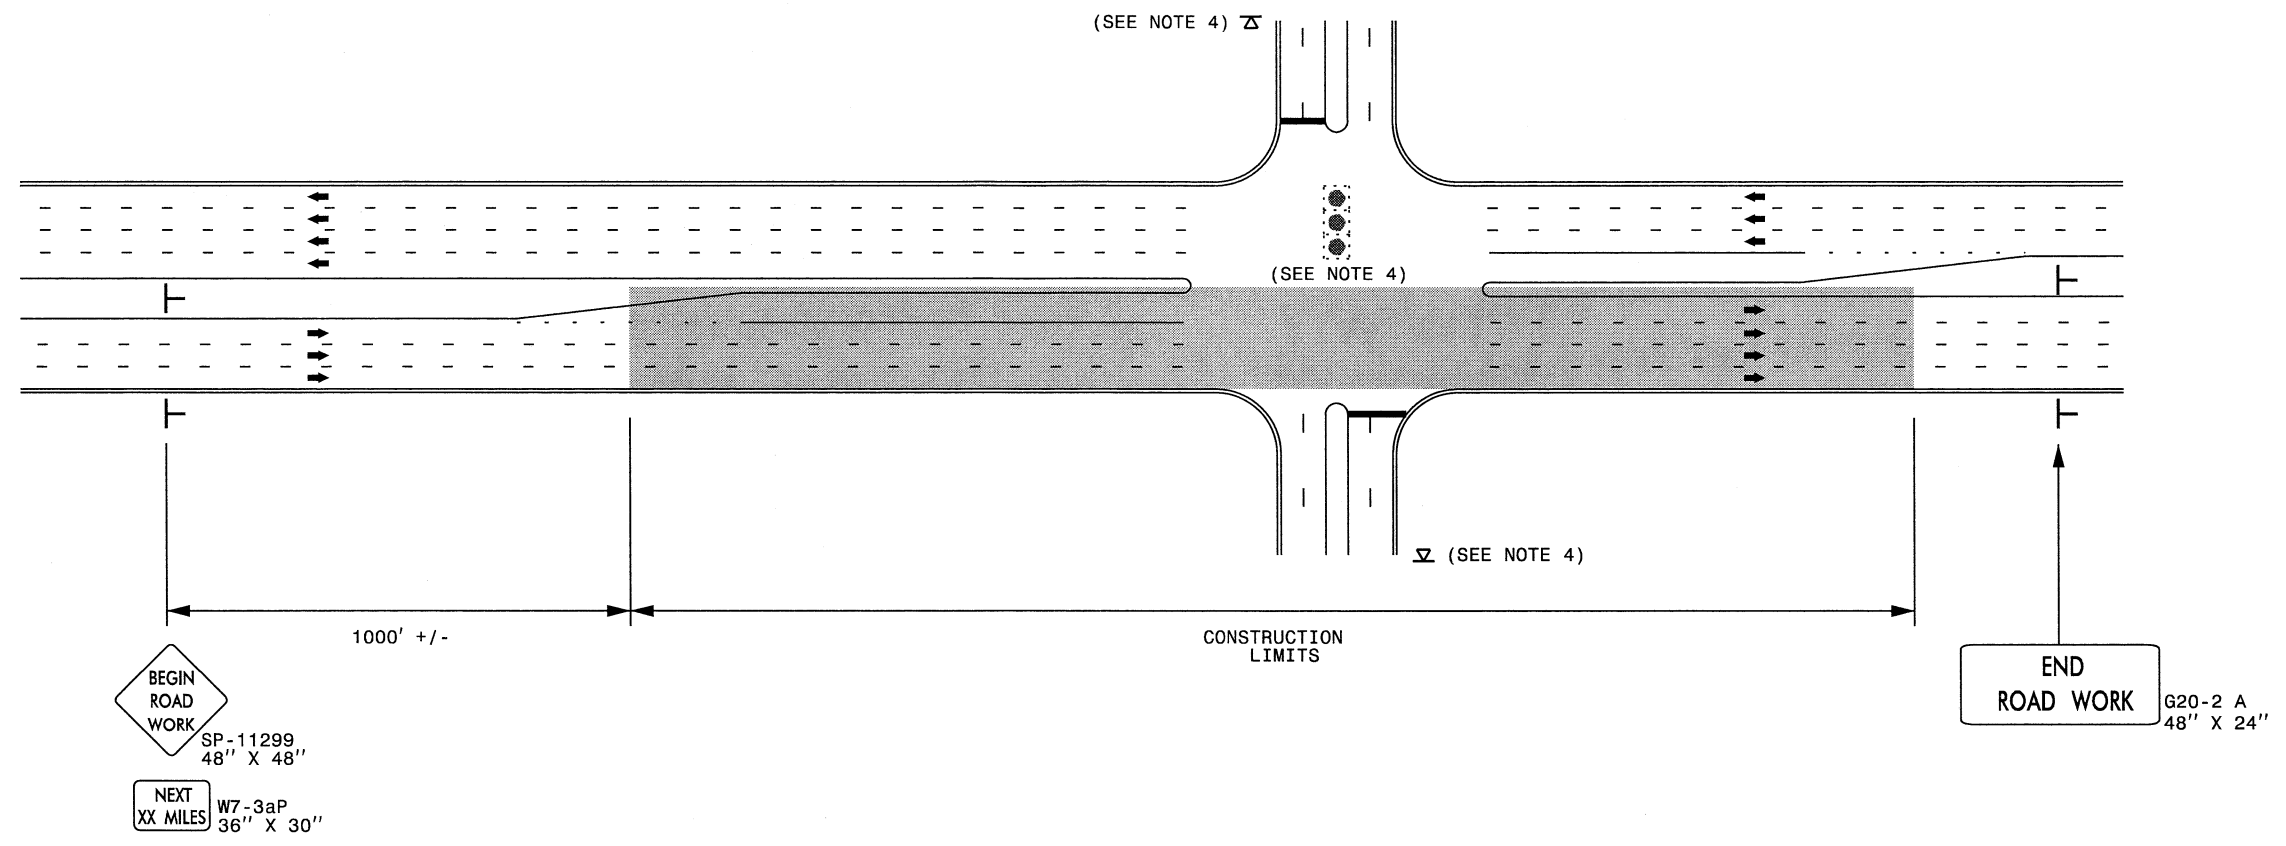 (SEE NOTE 4)
(SEE NOTE 4)
(SEE NOTE 4)
1000' +/-
CONSTRUCTION
LIMITS
BEGIN
ROAD
WORK
SP-11299
48" X 48"
NEXT
XX MILES
W7-3aP
36" X 30"
END
ROAD WORK
G20-2 A
48" X 24"